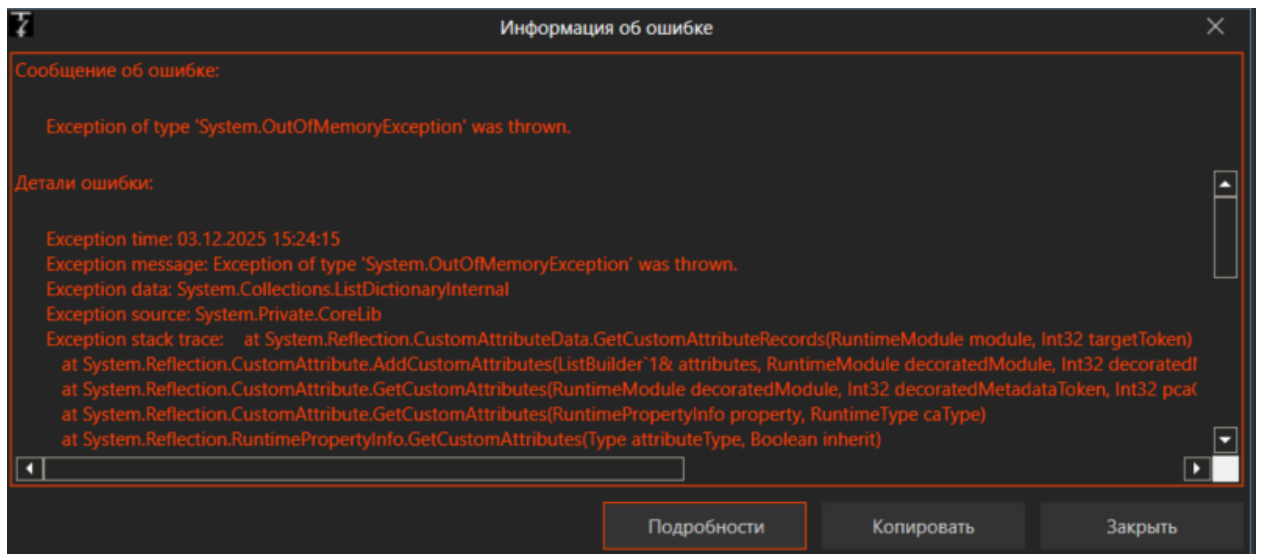 Информация об ошибке
Сообщение об ошибке:
Exception of type 'System.OutOfMemoryException' was thrown.
Детали ошибки:
Exception time: 03.12.2025 15:24:15
Exception message: Exception of type 'System.OutOfMemoryException' was thrown.
Exception data: System.Collections.ListDictionaryInternal
Exception source: System.Private.CoreLib
Exception stack trace: at System.Reflection.CustomAttributeData.GetCustomAttributeRecords(RuntimeModule module, Int32 targetToken)
at System.Reflection.CustomAttribute.AddCustomAttributes(ListBuilder`1& attributes, RuntimeModule decoratedModule, Int32
at System.Reflection.CustomAttribute.GetCustomAttributes(RuntimeModule decoratedModule, Int32 decoratedMetadataToken, Int32
at System.Reflection.CustomAttribute.GetCustomAttributes(RuntimePropertyInfo property, RuntimeType caType)
at System.Reflection.RuntimePropertyInfo.GetCustomAttributes(Type attributeType, Boolean inherit)
Подробности
Копировать
Закрыть